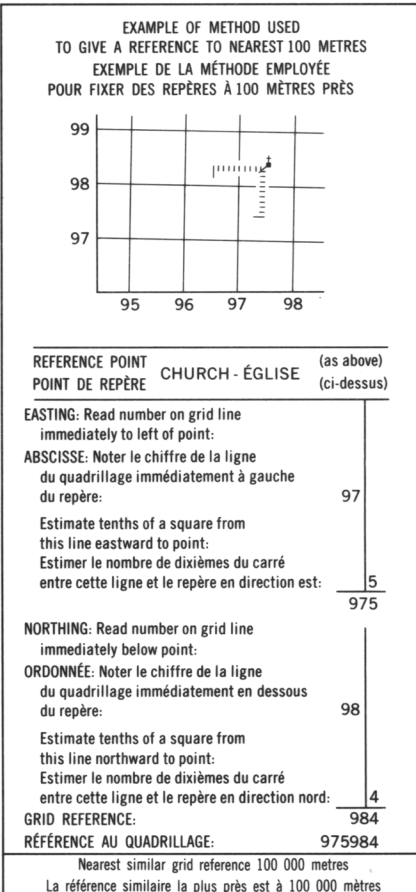 EXAMPLE OF METHOD USED
TO GIVE A REFERENCE TO NEAREST 100 METRES
EXEMPLE DE LA MÉTHODE EMPLOYÉE
POUR FIXER DES REPÈRES À 100 MÈTRES PRÈS
99
98
97
95 96 97 98
REFERENCE POINT
POINT DE REPÈRE
CHURCH - ÉGLISE
(as above)
(ci-dessus)
EASTING: Read number on grid line
immediately to left of point:
ABSCISSE: Noter le chiffre de la ligne
du quadrillage immédiatement à gauche
du repère: 97
Estimate tenths of a square from
this line eastward to point:
Estimer le nombre de dixièmes du carré
entre cette ligne et le repère en direction est: 5
975
NORTHING: Read number on grid line
immediately below point:
ORDONNÉE: Noter le chiffre de la ligne
du quadrillage immédiatement en dessous
du repère: 98
Estimate tenths of a square from
this line northward to point:
Estimer le nombre de dixièmes du carré
entre cette ligne et le repère en direction nord: 4
GRID REFERENCE: 984
RÉFÉRENCE AU QUADRILLAGE: 975984
Nearest similar grid reference 100 000 metres
La référence similaire la plus près est à 100 000 mètres